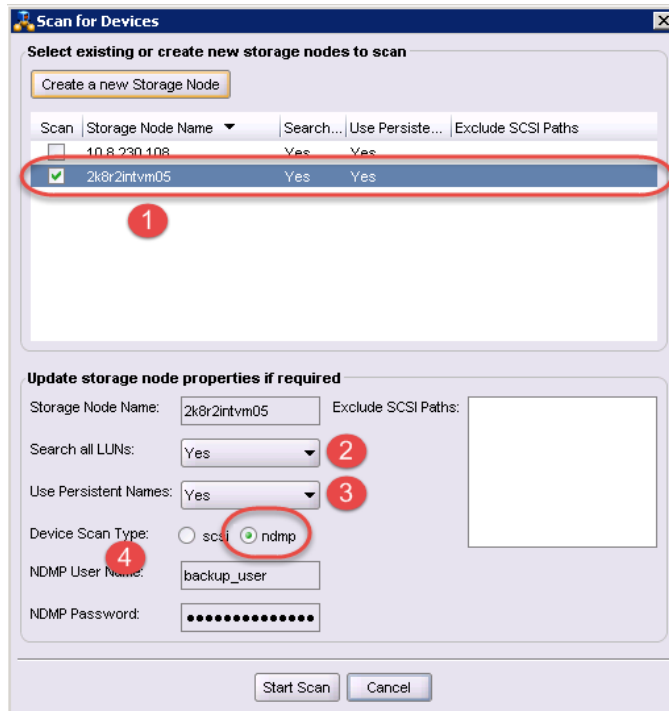 Scan for Devices
Select existing or create new storage nodes to scan
Create a new Storage Node
Scan Storage Node Name Search... Use Persiste... Exclude SCSI Paths
10.8.230.108 Yes Yes
2k8r2intvm05 Yes Yes
1
Update storage node properties if required
Storage Node Name: 2k8r2intvm05 Exclude SCSI Paths:
Search all LUNs: Yes 2
Use Persistent Names: Yes 3
Device Scan Type: scsi ndmp
4
NDMP User Name: backup_user
NDMP Password: ••••••••••••••
Start Scan Cancel